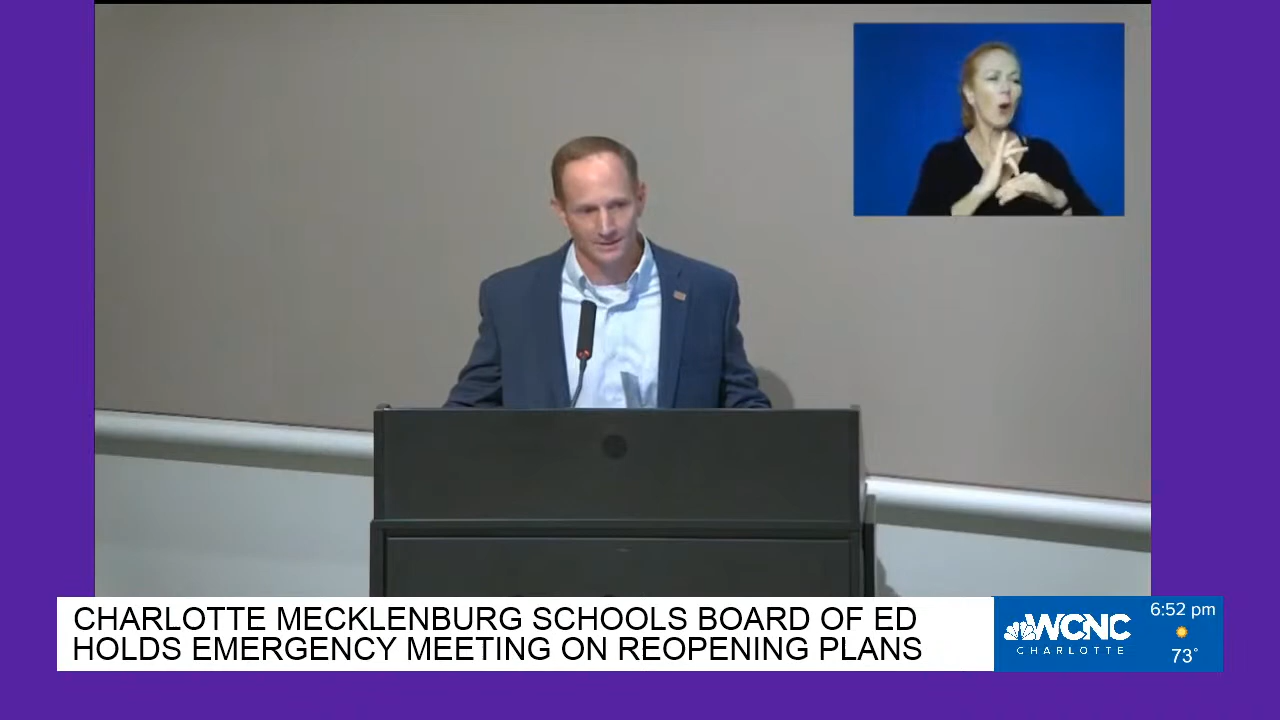 CHARLOTTE MECKLENBURG SCHOOLS BOARD OF ED
HOLDS EMERGENCY MEETING ON REOPENING PLANS
WCNC
CHARLOTTE
6:52 pm
73°